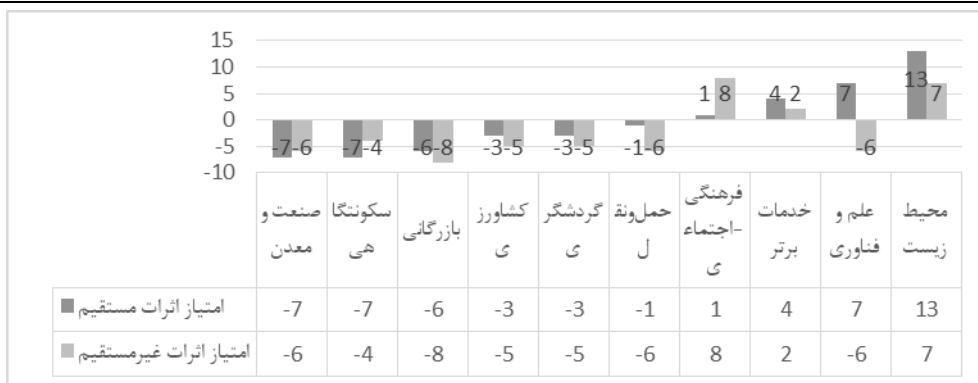 15
10
5
0
-5
-10
-7 -6 -7 -4 -6 -8 -3 -5 -3 -5 -1 -6 1 8 4 2 7 -6 13 7
صنعت و معدن
سکونتگاهی
بازرگانی
کشاورزی
گردشگری
حمل‌ونقل
فرهنگی-اجتماعی
خدمات برتر
علم و فناوری
محیط زیست
امتیاز اثرات مستقیم -7 -7 -6 -3 -3 -1 1 4 7 13
امتیاز اثرات غیرمستقیم -6 -4 -8 -5 -5 -6 8 2 -6 7